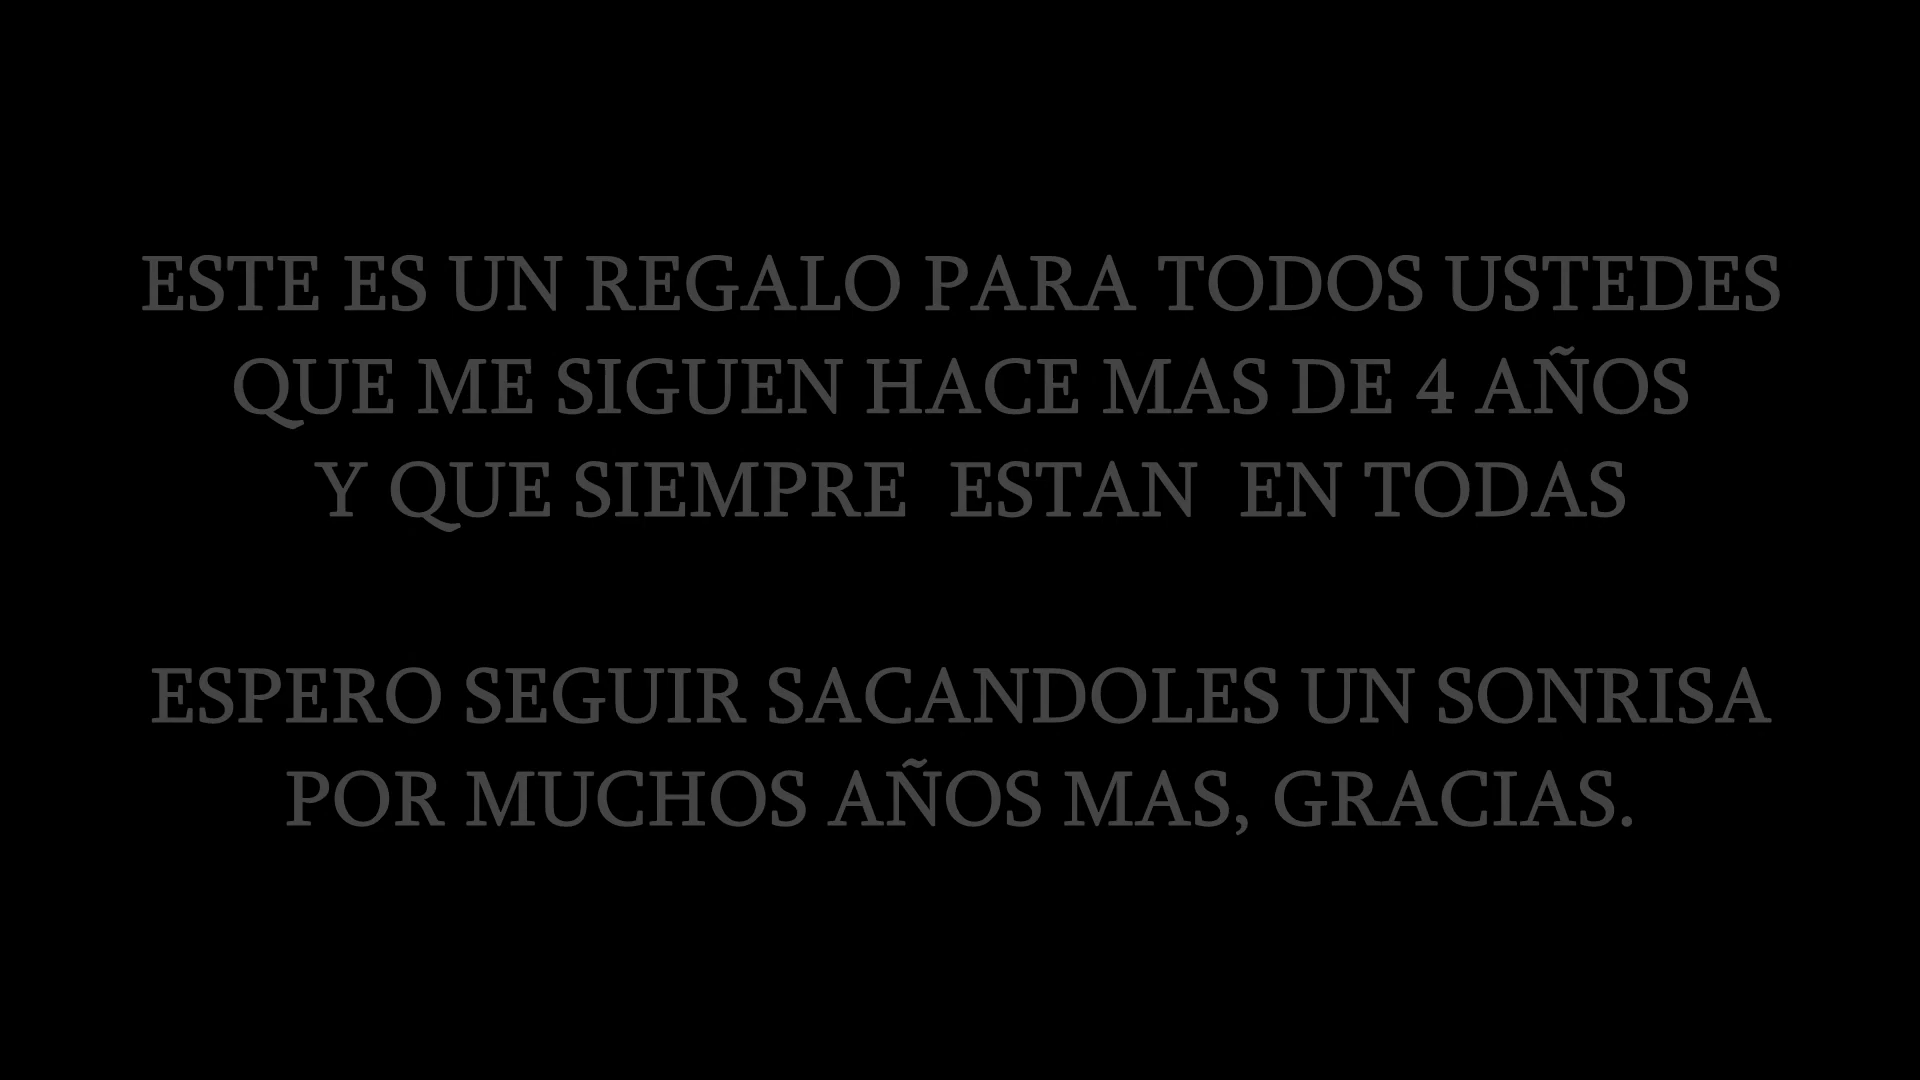 ESTE ES UN REGALO PARA TODOS USTEDES
QUE ME SIGUEN HACE MAS DE 4 AÑOS
Y QUE SIEMPRE  ESTAN  EN TODAS
ESPERO SEGUIR SACANDOLES UN SONRISA
POR MUCHOS AÑOS MAS, GRACIAS.